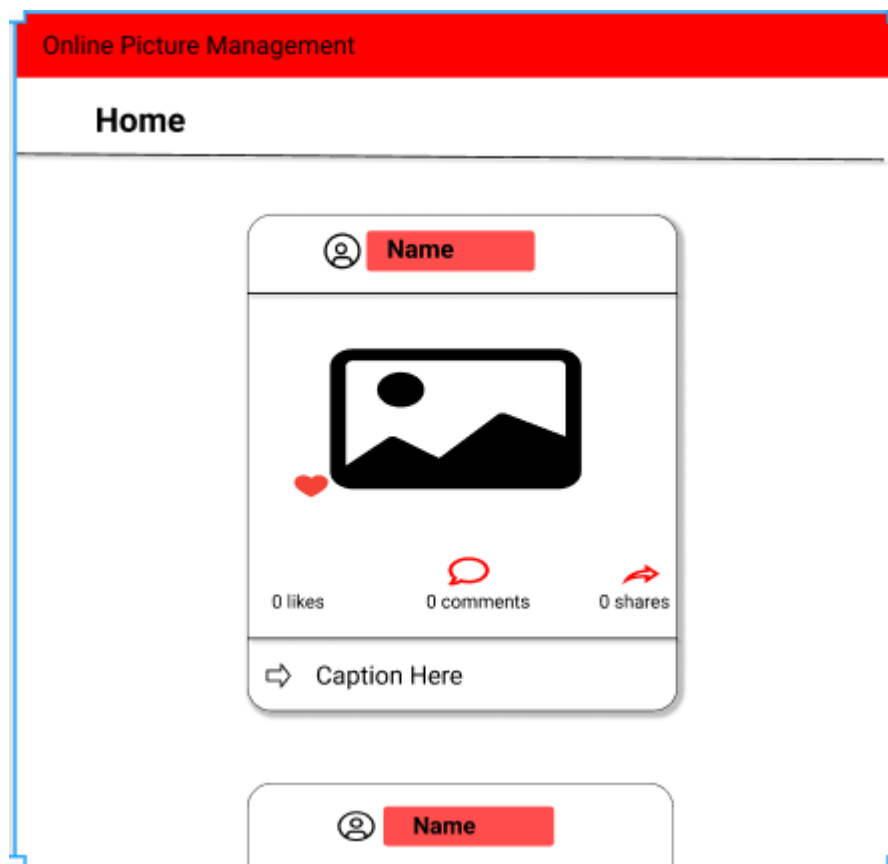 Online Picture Management
Home
Name
0 likes 0 comments 0 shares
Caption Here
Name